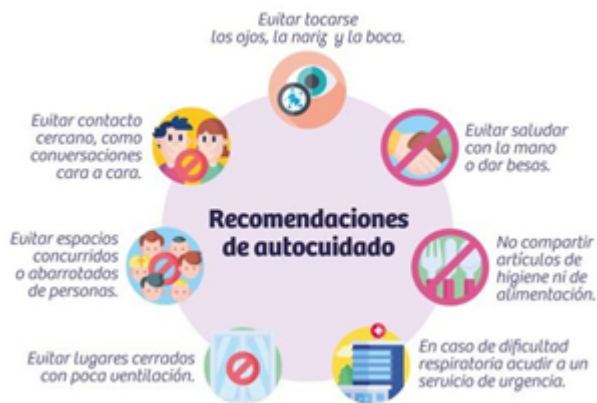 Evitar tocarse
los ojos, la nariz y la boca.
Evitar contacto
cercano, como
conversaciones
cara a cara.
Evitar saludar
con la mano
o dar besos.
Recomendaciones
de autocuidado
Evitar espacios
concurridos
o abarrotados
de personas.
No compartir
artículos de
higiene ni de
alimentación.
Evitar lugares cerrados
con poca ventilación.
En caso de dificultad
respiratoria acudir a un
servicio de urgencia.